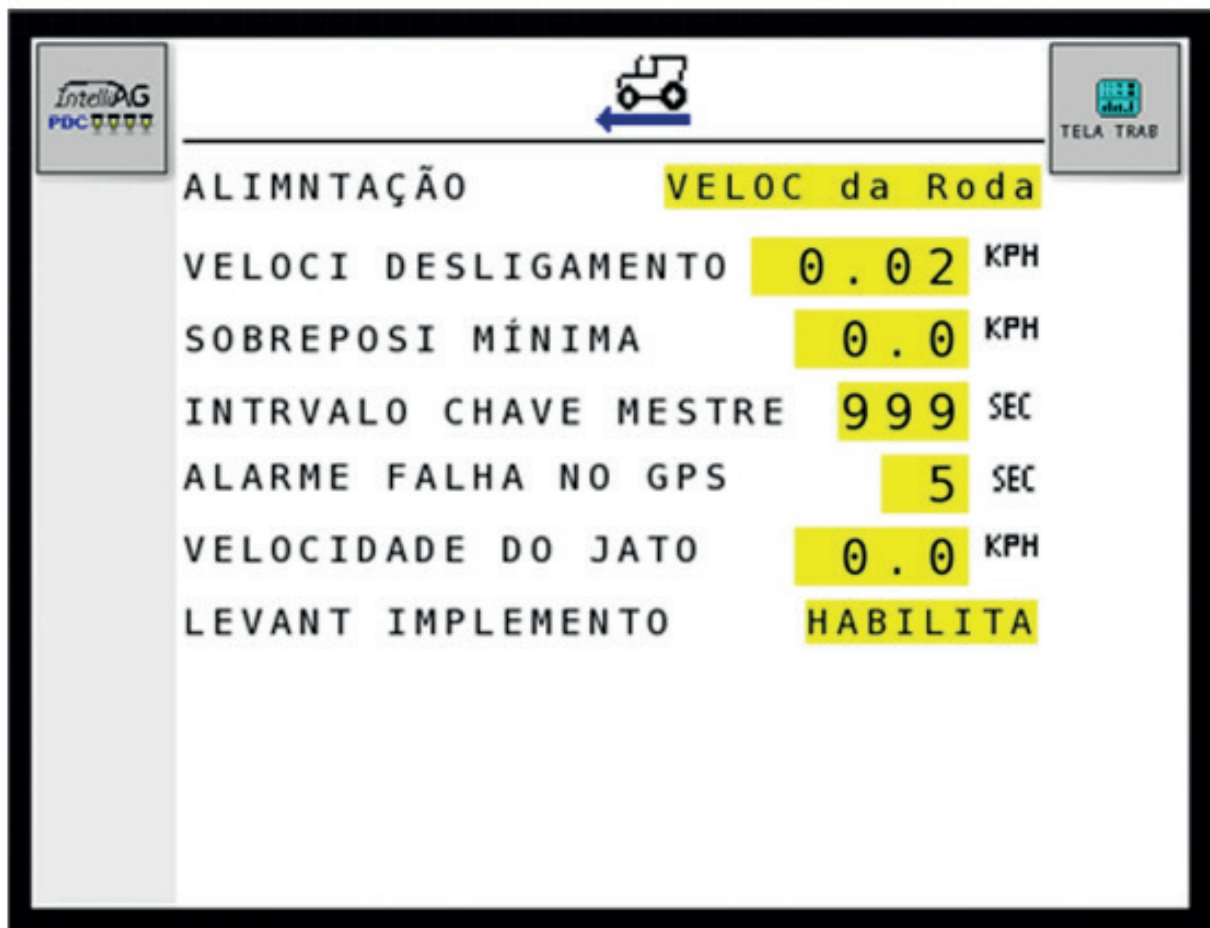 IntelliAG
PDC
TELA TRAB
ALIMNTAÇÃO VELOC da Roda
VELOCI DESLIGAMENTO 0.02 KPH
SOBREPOSI MÍNIMA 0.0 KPH
INTRVALO CHAVE MESTRE 999 SEC
ALARME FALHA NO GPS 5 SEC
VELOCIDADE DO JATO 0.0 KPH
LEVANT IMPLEMENTO HABILITA